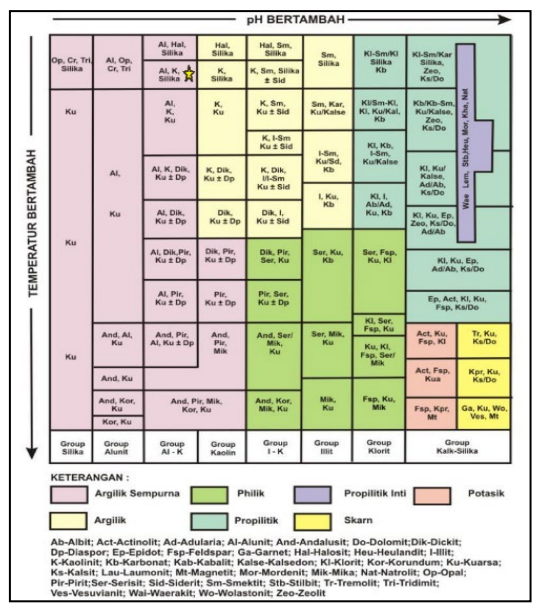 pH BERTAMBAH
TEMPERATUR BERTAMBAH
Op, Cr, Tri,
Silika
Ku
Ku
Ku
Al, Op,
Cr, Tri
Al,
Ku
And, Al,
Ku
And, Ku
And, Kor,
Ku
Kor, Ku
Al, Hal,
Silika
Al, K,
Silika
Al,
K,
Ku
Al, K, Dik,
Ku ± Dp
Al, Dik,
Ku ± Dp
Al, Dik,Pir,
Ku ± Dp
Al, Pir,
Ku ± Dp
And, Pir,
Al, Ku ± Dp
And, Pir, Mik,
Kor, Ku
Hal,
Silika
K,
Silika
K,
Ku
K, Dik,
Ku ± Dp
Dik,
Ku ± Dp
Dik, Pir,
Ku ± Dp
Pir,
Ku ± Dp
And,
Pir,
Mik
Hal, Sm,
Silika
K, Sm, Silika
± Sid
K, Sm,
Ku ± Sid
K, I-Sm
Ku ± Sid
K, Dik,
I/I-Sm
Ku ± Sid
Dik, I,
Ku ± Sid
Dik, Pir,
Ser, Ku
Pir, Ser,
Ku ± Dp
And, Ser/
Mik,
Ku
And, Kor,
Mik, Ku
Sm,
Silika
Sm, Kar,
Ku/Kalse
I-Sm,
Ku/Sd,
Kb
I, Ku,
Kb
Ser, Ku,
Kb
Ser, Mik,
Ku
Mik,
Ku
Kl-Sm/Kl
Silika
Kb
Kl/Sm-Kl,
Kl, Ku/Kal,
Kb
Kl, Kb,
I-Sm,
Ku/Kalse
Kl, I,
Ab/Ad,
Ku, Kb
Ser, Fsp,
Ku, Kl
Kl, Ser,
Fsp, Ku
Ku, Kl,
Fsp, Ser/
Mik
Fsp, Ku,
Mik
Kl-Sm/Kar
Silika,
Zeo,
Ks/Do
Kb/Kb-Sm,
Ku/Kalse,
Zeo,
Ks/Do
Kl, Ku/
Kalse,
Ad/Ab,
Ks/Do
Kl, Ku, Ep,
Zeo, Ks/Do,
Ad/Ab
Wae Lem, Stb,Heu, Mor, Kha, Nat
Kl, Ku, Ep,
Ad/Ab, Ks/Do
Ep, Act, Kl, Ku,
Fsp, Ks/Do
Act, Ku,
Fsp, Kl
Act, Fsp,
Kua
Fsp, Kpr,
Mt
Tr, Ku,
Ks/Do
Kpr, Ku,
Ks/Do
Ga, Ku, Wo,
Ves, Mt
Group
Silika
Group
Alunit
Group
Al - K
Group
Kaolin
Group
I - K
Group
Illit
Group
Klorit
Group
Kalk-Silika
KETERANGAN :
Argilik Sempurna
Philik
Propilitik Inti
Potasik
Argilik
Propilitik
Skarn
Ab-Albit; Act-Actinolit; Ad-Adularia; Al-Alunit; And-Andalusit; Do-Dolomit;Dik-Dickit;
Dp-Diaspor; Ep-Epidot; Fsp-Feldspar; Ga-Garnet; Hal-Halosit; Heu-Heulandit; I-Illit;
K-Kaolinit; Kb-Karbonat; Kab-Kabalit; Kalse-Kalsedon; Kl-Klorit; Kor-Korundum; Ku-Kuarsa;
Ks-Kalsit; Lau-Laumonit; Mt-Magnetit; Mor-Mordenit; Mik-Mika; Nat-Natrolit; Op-Opal;
Pir-Pirit;Ser-Serisit; Sid-Siderit; Sm-Smektit; Stb-Stilbit; Tr-Tremolit; Tri-Tridimit;
Ves-Vesuvianit; Wai-Waerakit; Wo-Wolastonit; Zeo-Zeolit